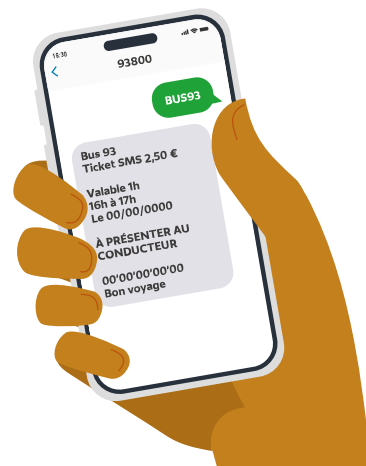 15:30
93800
BUS93
Bus 93
Ticket SMS 2,50 €
Valable 1h
16h à 17h
Le 00/00/0000
À PRÉSENTER AU
CONDUCTEUR
00'00'00'00'00
Bon voyage